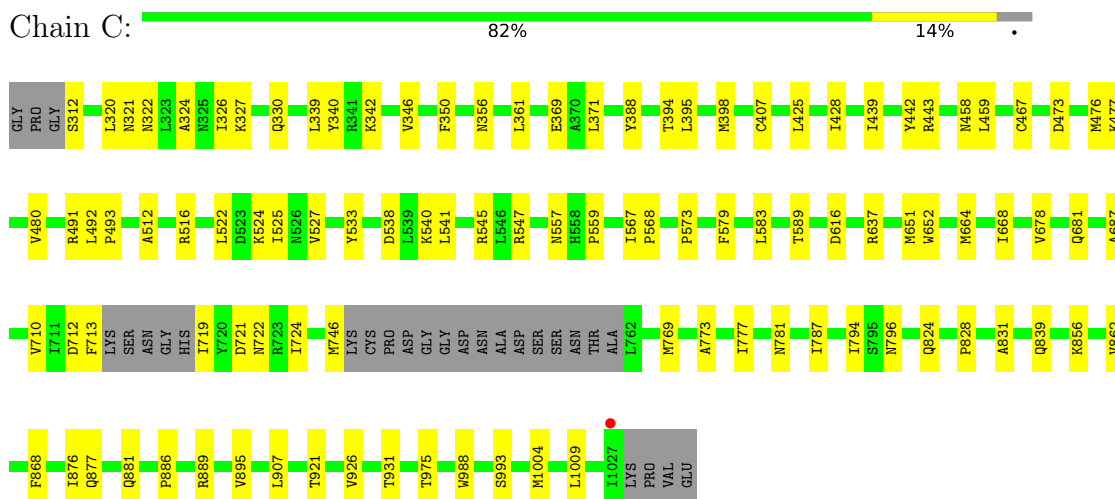 Chain C:
82% 14% •
GLY PRO GLY S312 L320 N321 N322 L323 A324 N325 I326 K327 Q330 L339 Y340 R341 K342 V346 F350 N356 L361 E369 A370 L371 Y388 T394 L395 M398 C407 L425 I428 I439 Y442 R443 N458 L459 C467 D473 M476 K477
V480 R491 L492 P493 A512 R516 L522 D523 K524 I525 N526 V527 Y533 D538 L539 K540 L541 R545 L546 R547 N557 H558 P559 I567 P568 P573 F579 L583 T589 D616 R637 M651 W652 M664 I668 V678 Q681 A697
V710 I711 D712 F713 LYS SER ASN GLY HIS I719 Y720 D721 N722 R723 I724 M746 LYS CYS PRO ASP GLY GLY ASP ASN ALA ASP SER SER ASN THR ALA L762 M769 A773 I777 N781 I787 I794 S795 N796 Q824 P828 A831 Q839 K856
F868 I876 Q877 Q881 P886 R889 V895 L907 T921 V926 T931 T975 W988 S993 M1004 L1009 I1027 LYS PRO VAL GLU